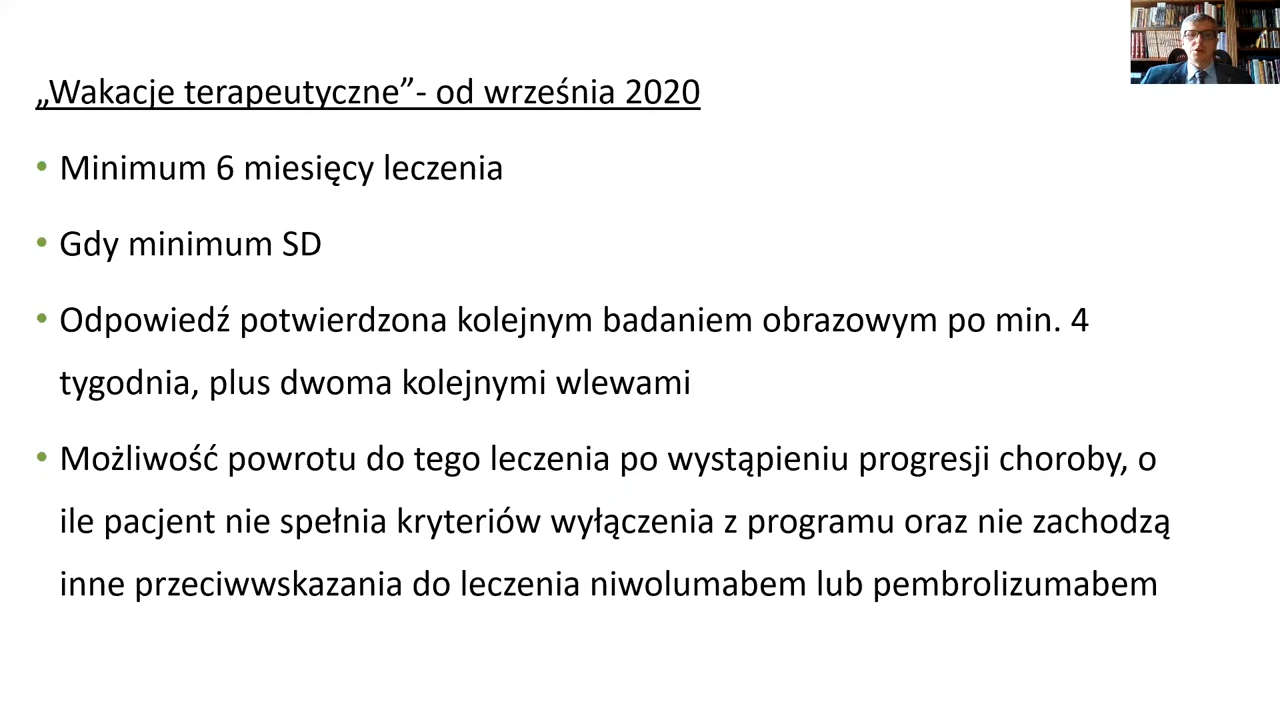 „Wakacje terapeutyczne”- od września 2020
• Minimum 6 miesięcy leczenia
• Gdy minimum SD
• Odpowiedź potwierdzona kolejnym badaniem obrazowym po min. 4
tygodnia, plus dwoma kolejnymi wlewami
• Możliwość powrotu do tego leczenia po wystąpieniu progresji choroby, o
ile pacjent nie spełnia kryteriów wyłączenia z programu oraz nie zachodzą
inne przeciwwskazania do leczenia niwolumabem lub pembrolizumabem